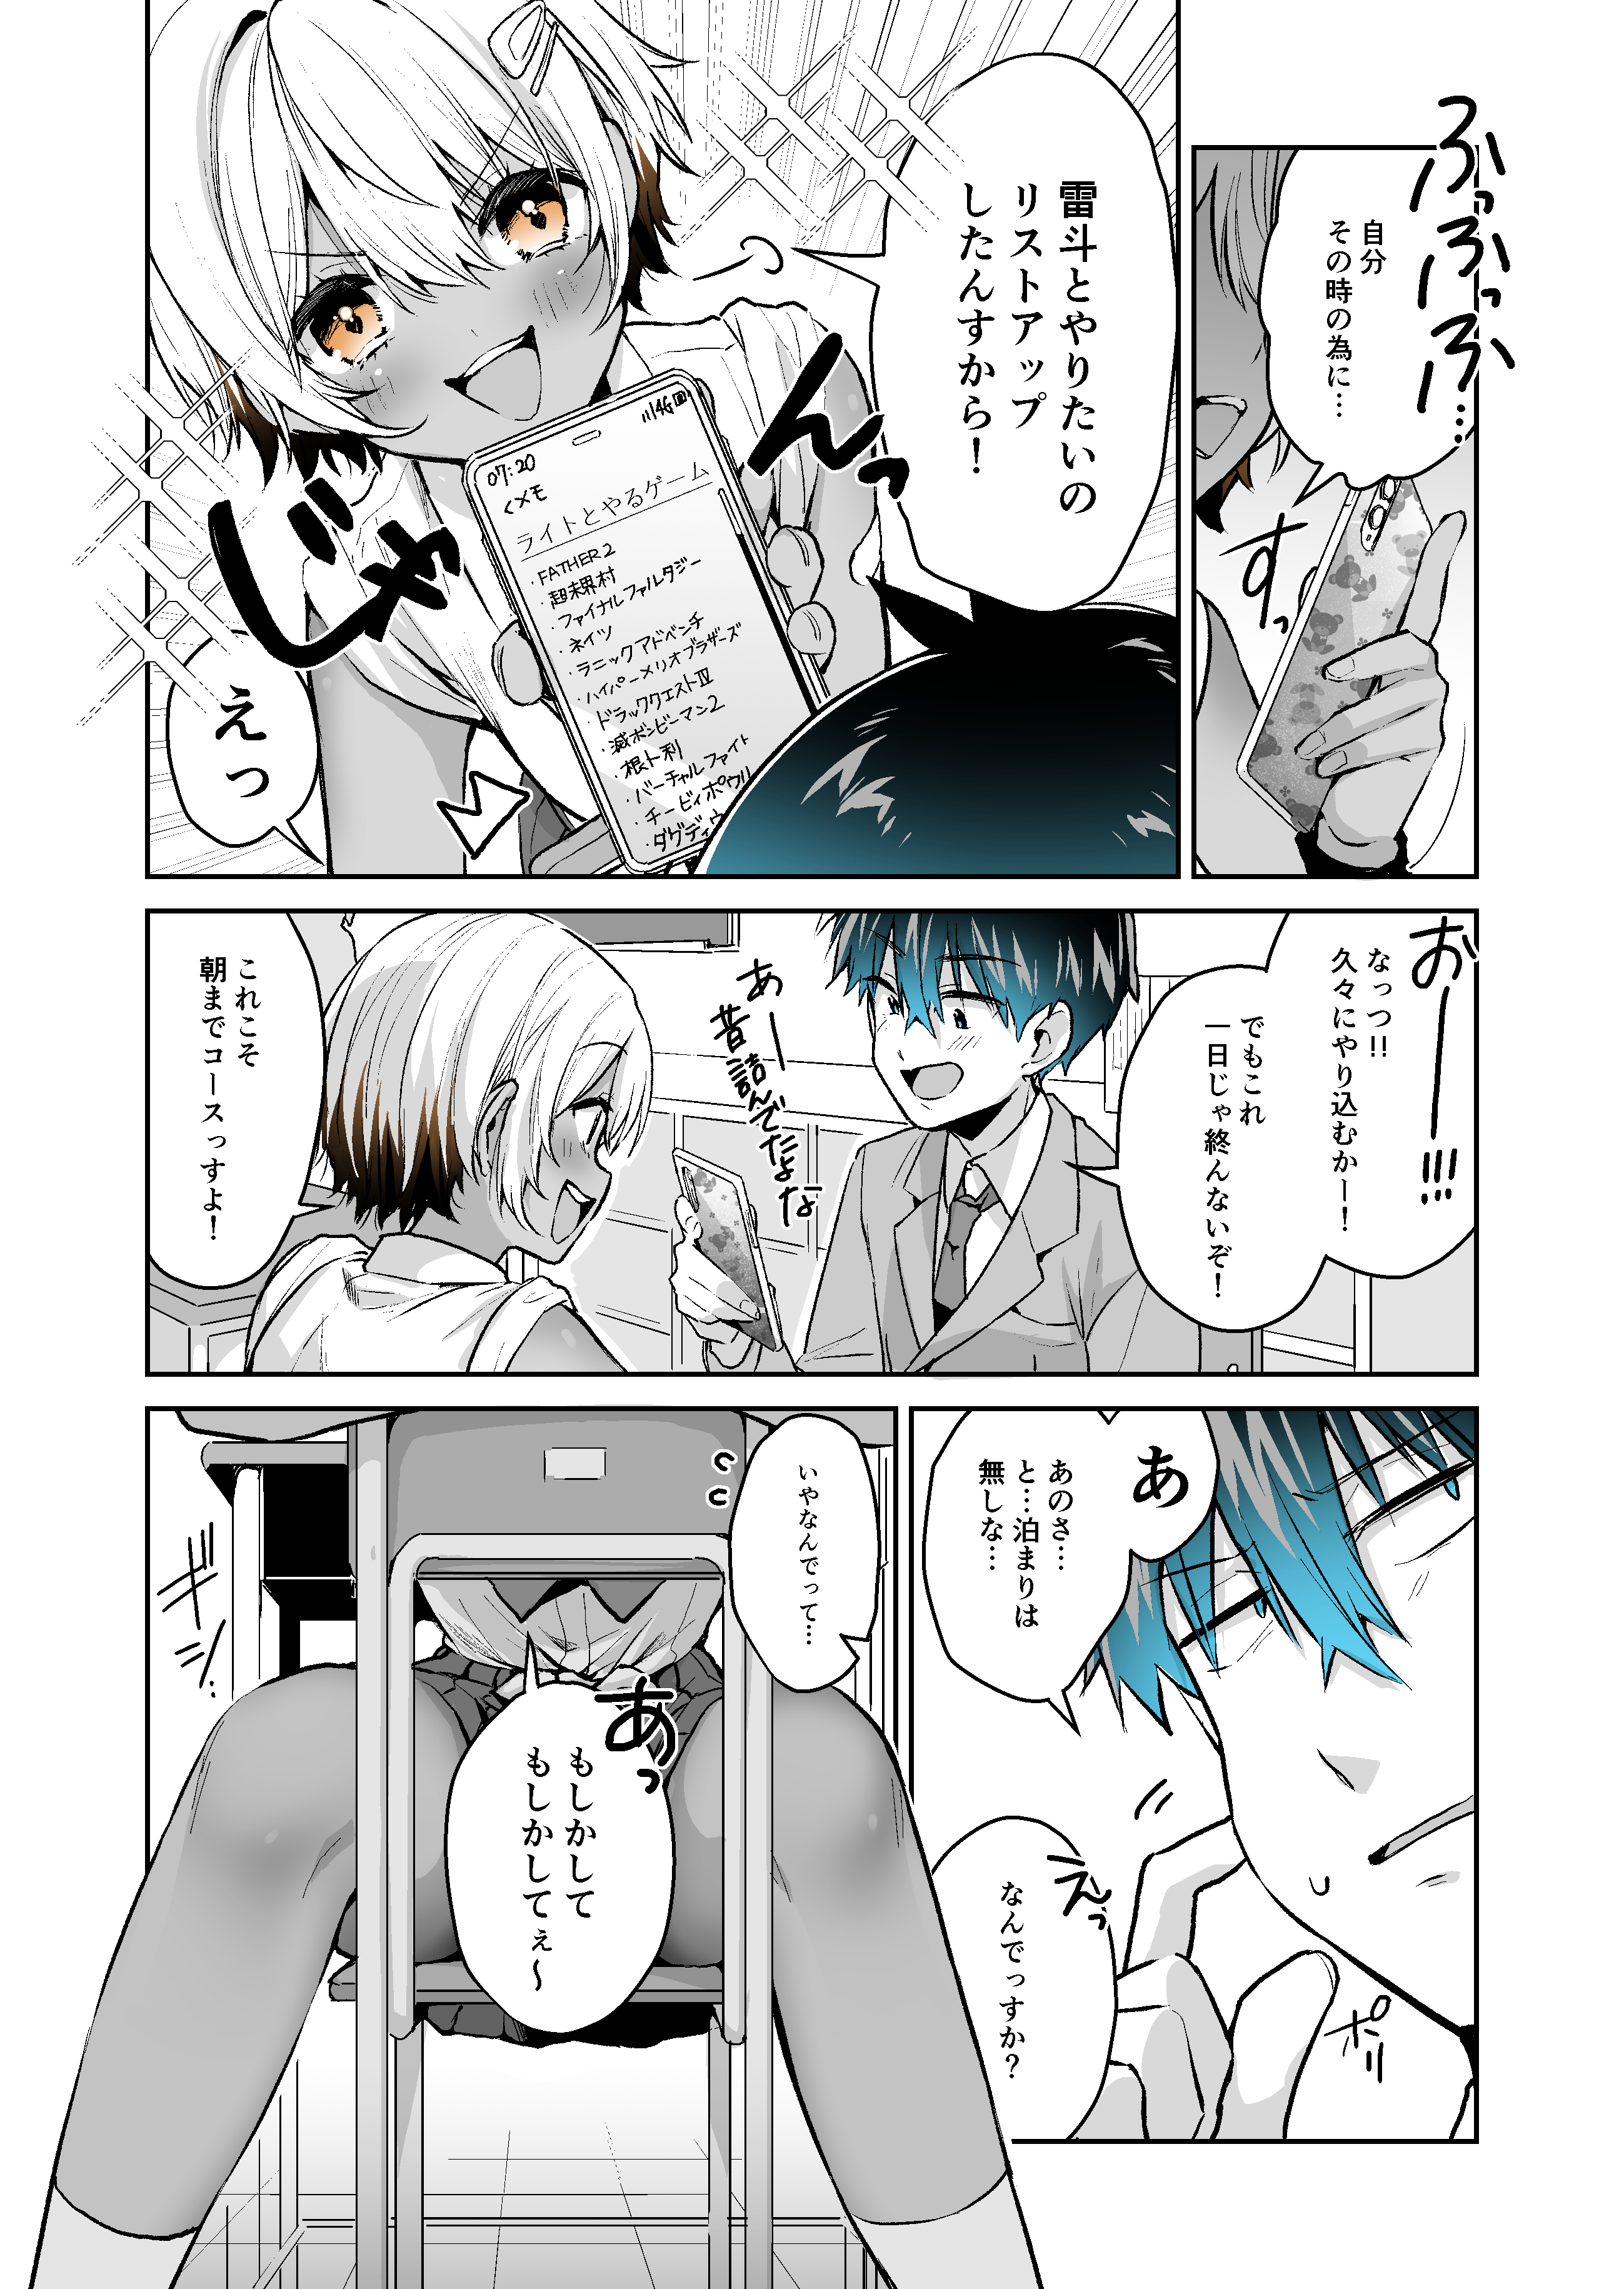 ふっふっふっ…
自分
その時の為に…
すっ
雷斗とやりたいの
リストアップ
したんすから！
じゃんっ
07:20
4G
くメモ
ライトとやるゲーム
・FATHER2
・超末界村
・ファイナルファルタジー
・ネイツ
・ラニックアドベンチ
・ハイパーメリオブラザーズ
・ドラッククエストⅣ
・滅ボンビーマン2
・根ト利
・バーチャルファイト
・チービィポウリ
・ダグディ
えっ
おーーー!!!
なっつ!!
久々にやり込むかー！
でもこれ
一日じゃ終んないぞ！
あー
昔詰んでたよな
これこそ
朝までコースっすよ！
あ
あのさ…
と…泊まりは
無しな…
えっ
なんでっすか？
ポリ
いやなんでって…
あっ
もしかして
もしかしてぇ～